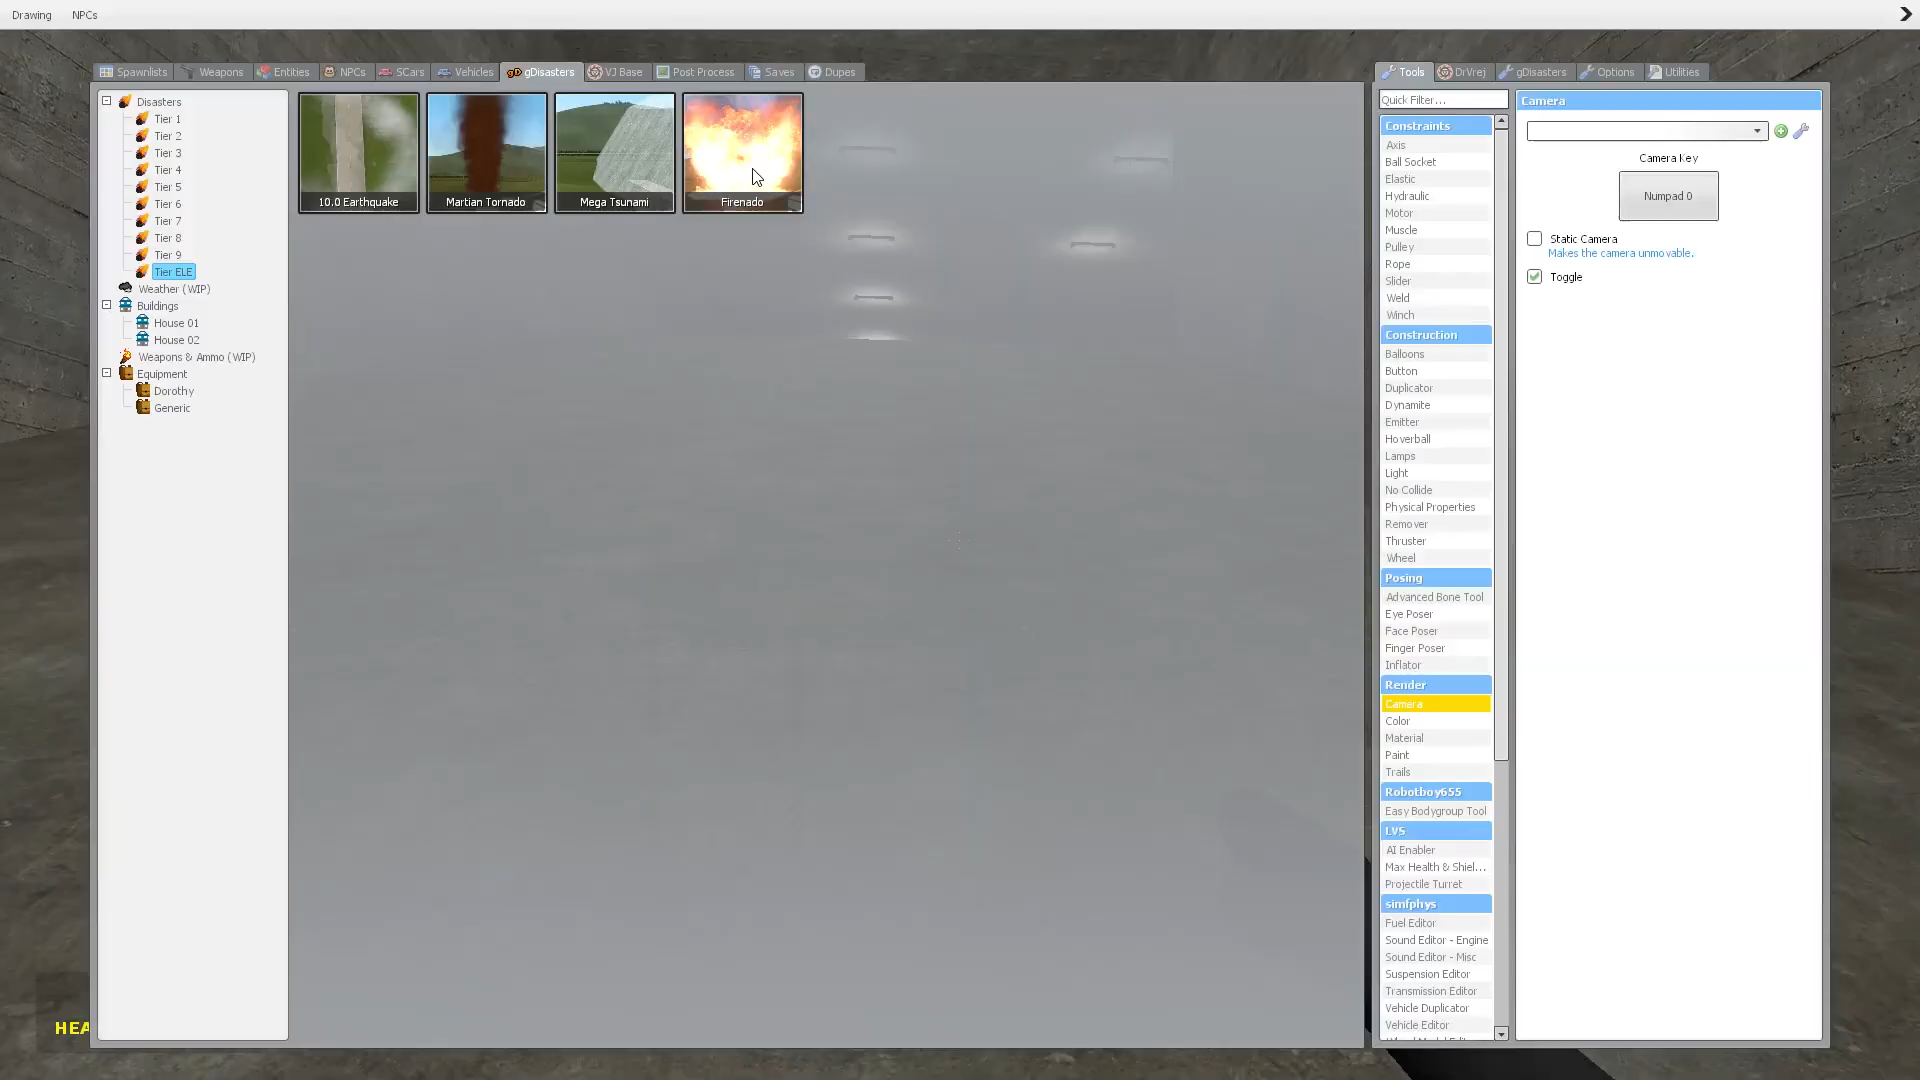 Drawing NPCs
Spawnlists Weapons Entities NPCs SCars Vehicles gDisasters VJ Base Post Process Saves Dupes
Tools DrVrej gDisasters Options Utilities
Disasters
Tier 1
Tier 2
Tier 3
Tier 4
Tier 5
Tier 6
Tier 7
Tier 8
Tier 9
Tier ELE
Weather (WIP)
Buildings
House 01
House 02
Weapons & Ammo (WIP)
Equipment
Dorothy
Generic
10.0 Earthquake
Martian Tornado
Mega Tsunami
Firenado
HEA
Quick Filter...
Constraints
Axis
Ball Socket
Elastic
Hydraulic
Motor
Muscle
Pulley
Rope
Slider
Weld
Winch
Construction
Balloons
Button
Duplicator
Dynamite
Emitter
Hoverball
Lamps
Light
No Collide
Physical Properties
Remover
Thruster
Wheel
Posing
Advanced Bone Tool
Eye Poser
Face Poser
Finger Poser
Inflator
Render
Camera
Color
Material
Paint
Trails
Robotboy655
Easy Bodygroup Tool
LVS
AI Enabler
Max Health & Shiel...
Projectile Turret
simfphys
Fuel Editor
Sound Editor - Engine
Sound Editor - Misc
Suspension Editor
Transmission Editor
Vehicle Duplicator
Vehicle Editor
Camera
Camera Key
Numpad 0
Static Camera
Makes the camera unmovable.
Toggle